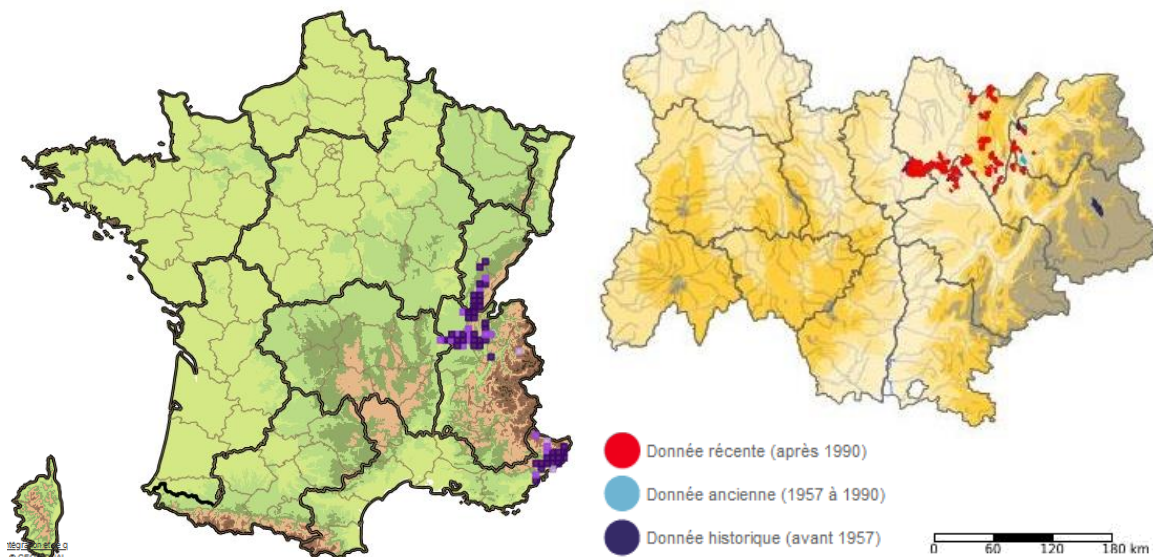 Donnée récente (après 1990)
Donnée ancienne (1957 à 1990)
Donnée historique (avant 1957)
0 60 120 180 km